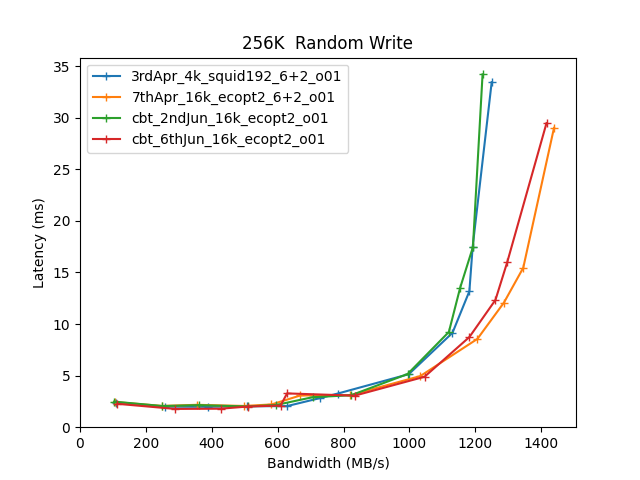 256K  Random Write
35
30
25
20
15
10
5
0
Latency (ms)
3rdApr_4k_squid192_6+2_o01
7thApr_16k_ecopt2_6+2_o01
cbt_2ndJun_16k_ecopt2_o01
cbt_6thJun_16k_ecopt2_o01
0 200 400 600 800 1000 1200 1400
Bandwidth (MB/s)